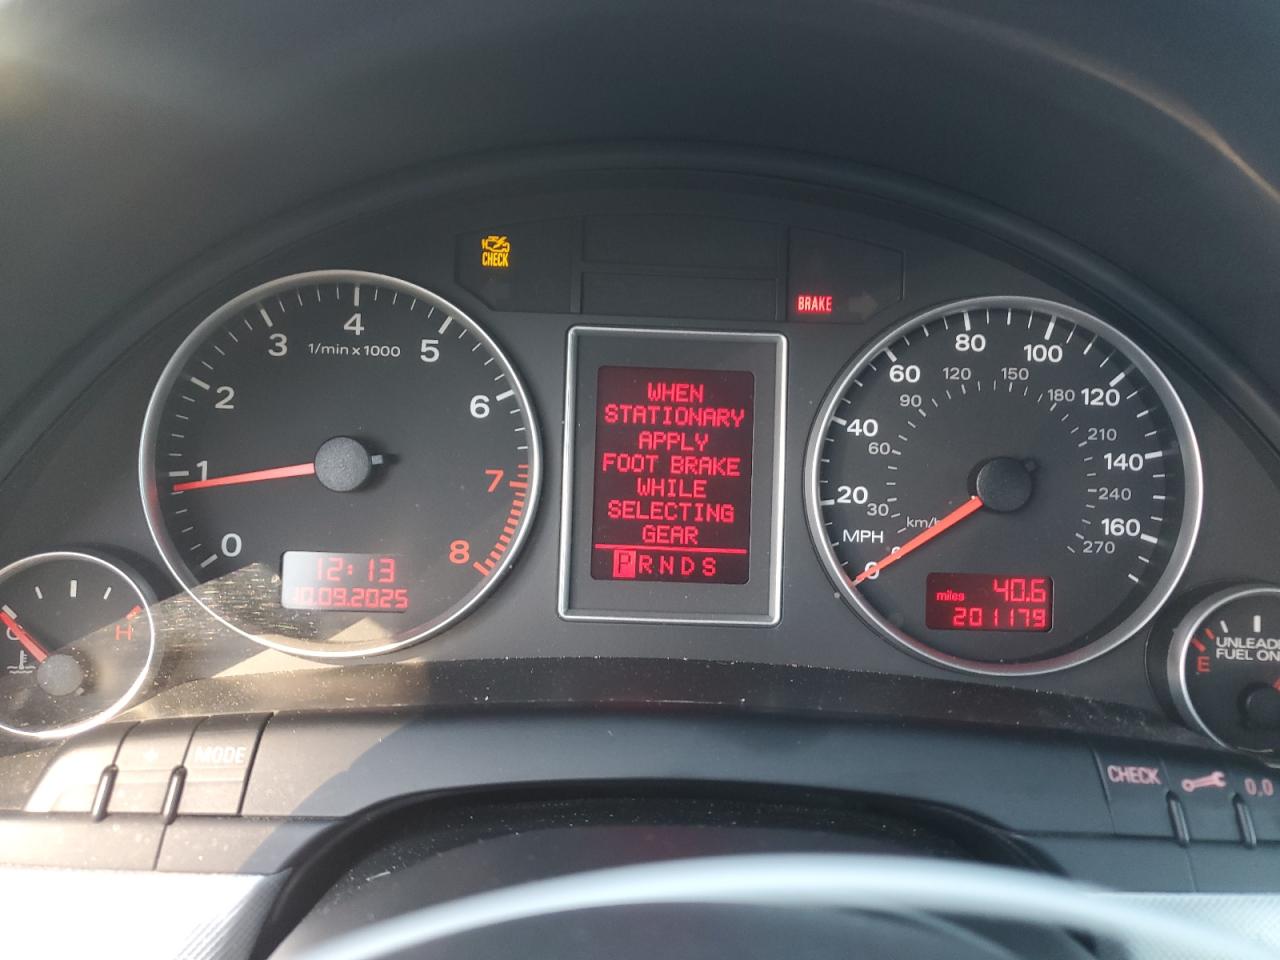 CHECK
BRAKE
4
3
5
1/min x 1000
2
6
1
7
0
8
12:13
10.09.2025
WHEN
STATIONARY
APPLY
FOOT BRAKE
WHILE
SELECTING
GEAR
PRNDS
80
100
60
120
150
90
180
120
40
60
210
140
20
30
240
MPH
km/h
160
270
0
miles
40.6
201179
C
H
UNLEADE
FUEL ON
E
MODE
CHECK
0.0